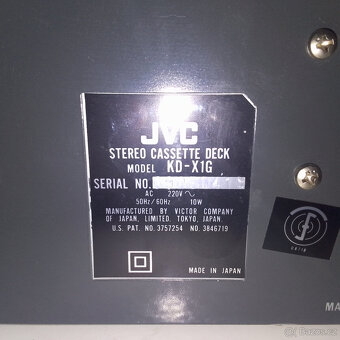 JVC
STEREO CASSETTE DECK
MODEL KD-X1G
SERIAL NO.
AC 220V
50Hz/60Hz 10W
MANUFACTURED BY VICTOR COMPANY
OF JAPAN, LIMITED. TOKYO, JAPAN.
U.S. PAT. NO. 3757254 NO. 3846719
MADE IN JAPAN
MA